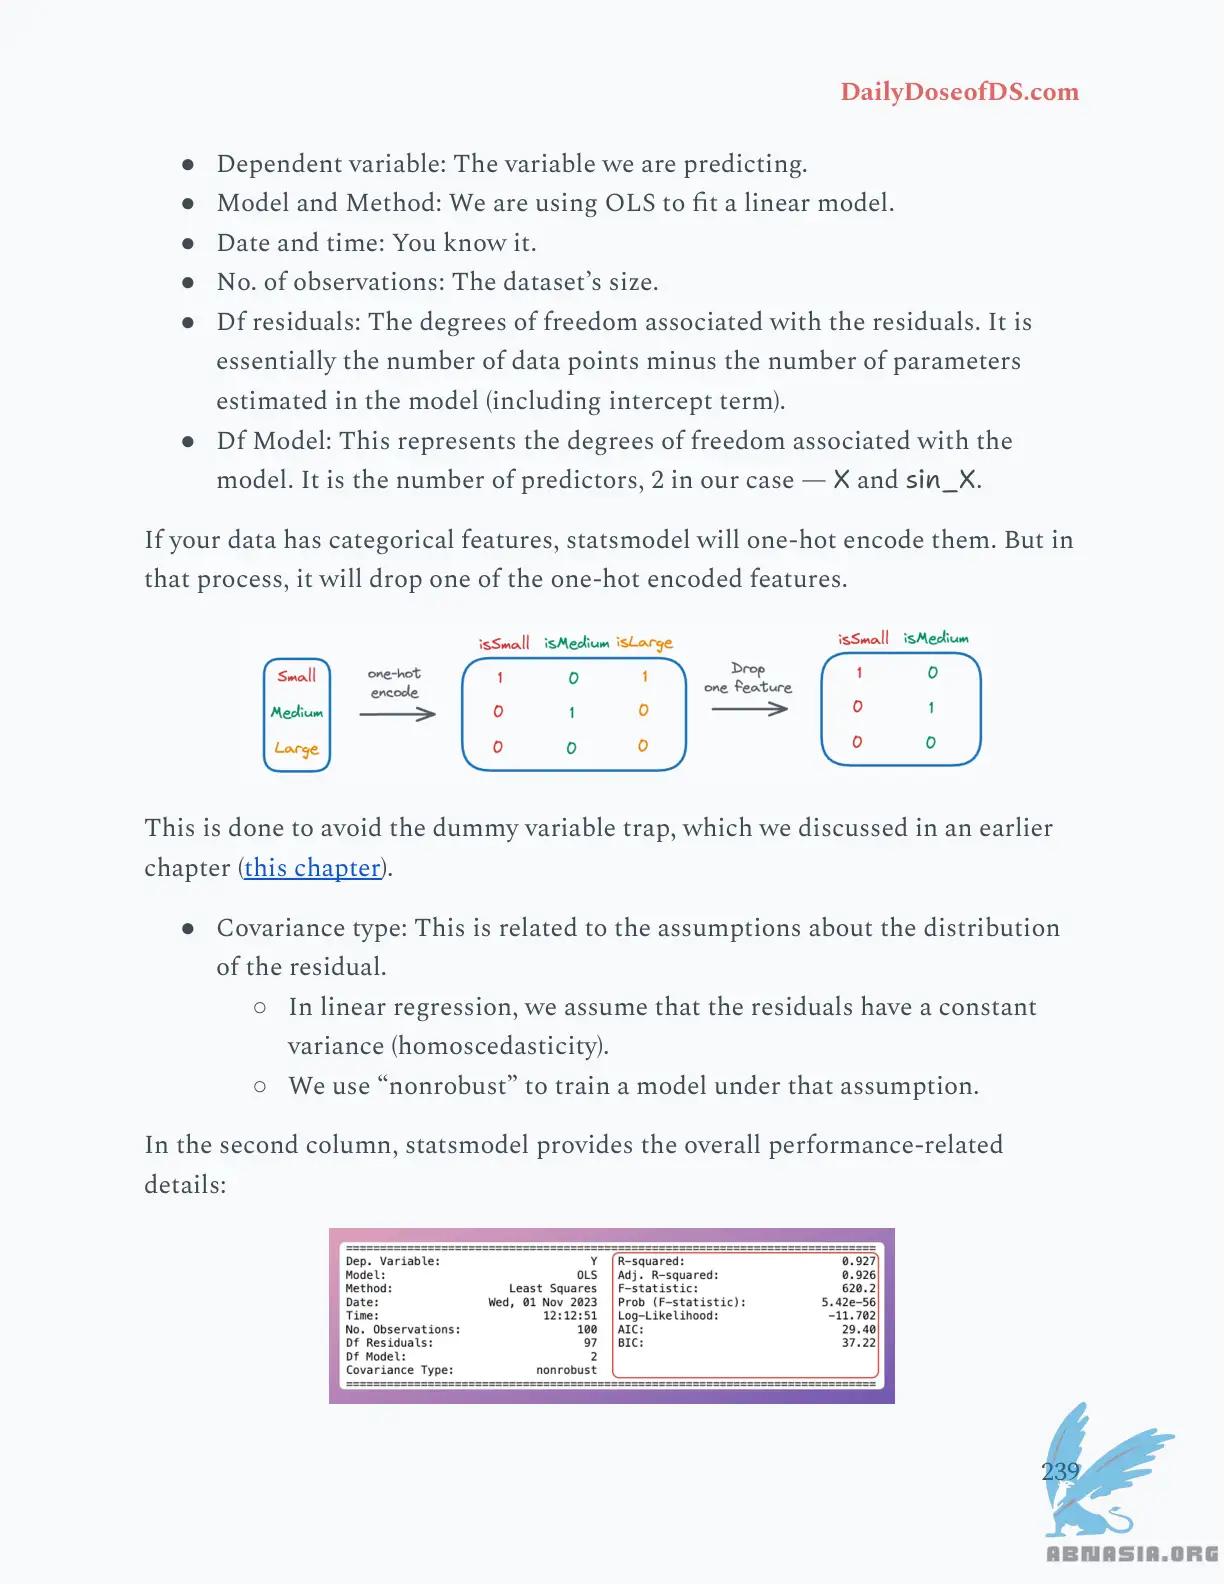 DailyDoseofDS.com
● Dependent variable: The variable we are predicting.
● Model and Method: We are using OLS to fit a linear model.
● Date and time: You know it.
● No. of observations: The dataset’s size.
● Df residuals: The degrees of freedom associated with the residuals. It is
essentially the number of data points minus the number of parameters
estimated in the model (including intercept term).
● Df Model: This represents the degrees of freedom associated with the
model. It is the number of predictors, 2 in our case — X and sin_X.
If your data has categorical features, statsmodel will one-hot encode them. But in
that process, it will drop one of the one-hot encoded features.
Small
Medium
Large
one-hot
encode
isSmall isMedium isLarge
1 0 1
0 1 0
0 0 0
Drop
one feature
isSmall isMedium
1 0
0 1
0 0
This is done to avoid the dummy variable trap, which we discussed in an earlier
chapter (this chapter).
● Covariance type: This is related to the assumptions about the distribution
of the residual.
○ In linear regression, we assume that the residuals have a constant
variance (homoscedasticity).
○ We use “nonrobust” to train a model under that assumption.
In the second column, statsmodel provides the overall performance-related
details:
Dep. Variable: Y R-squared: 0.927
Model: OLS Adj. R-squared: 0.926
Method: Least Squares F-statistic: 620.2
Date: Wed, 01 Nov 2023 Prob (F-statistic): 5.42e-56
Time: 12:12:51 Log-Likelihood: -11.702
No. Observations: 100 AIC: 29.40
Df Residuals: 97 BIC: 37.22
Df Model: 2
Covariance Type: nonrobust
239
ABNASIA.ORG